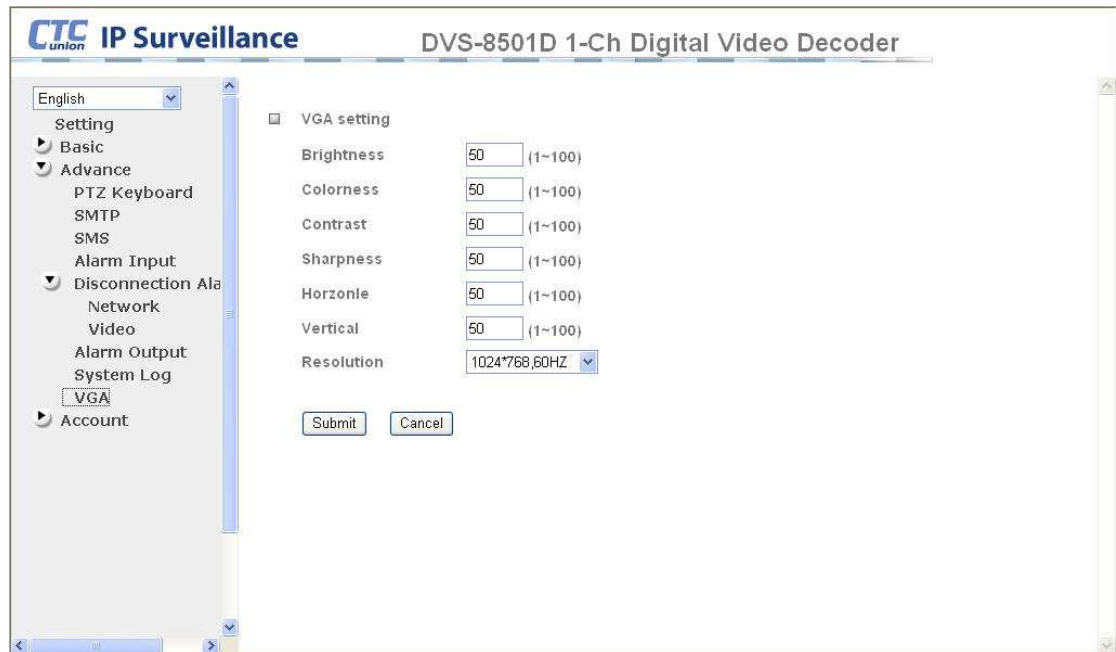 CTC union IP Surveillance
DVS-8501D 1-Ch Digital Video Decoder
English
Setting
Basic
Advance
PTZ Keyboard
SMTP
SMS
Alarm Input
Disconnection Ala
Network
Video
Alarm Output
System Log
VGA
Account
VGA setting
Brightness 50 (1~100)
Colorness 50 (1~100)
Contrast 50 (1~100)
Sharpness 50 (1~100)
Horzonle 50 (1~100)
Vertical 50 (1~100)
Resolution 1024*768,60HZ
Submit Cancel